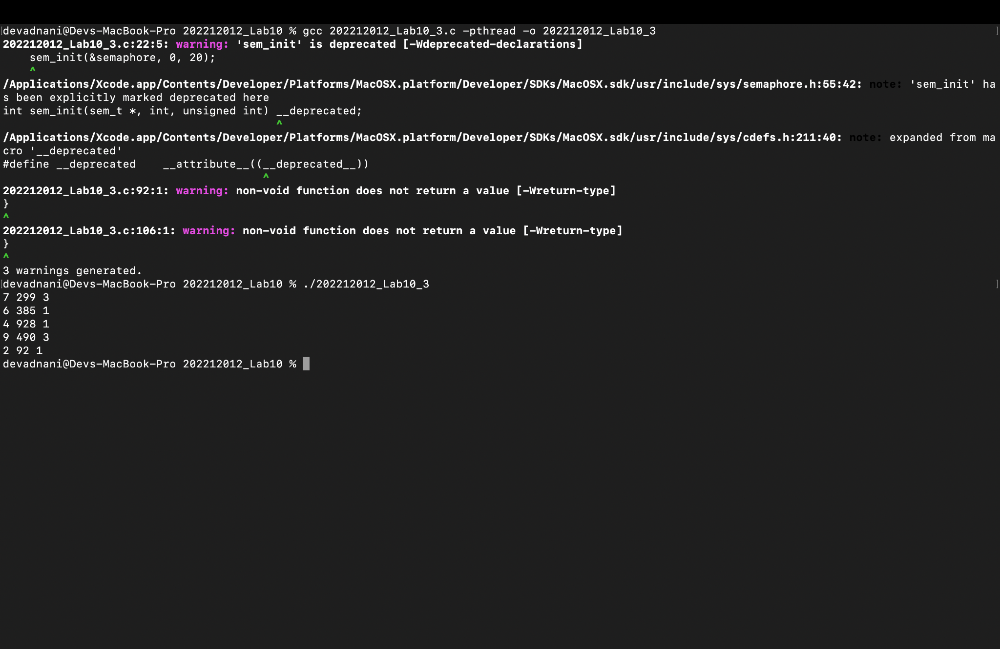 devadnani@Devs-MacBook-Pro 202212012_Lab10 % gcc 202212012_Lab10_3.c -pthread -o 202212012_Lab10_3
202212012_Lab10_3.c:22:5: warning: 'sem_init' is deprecated [-Wdeprecated-declarations]
    sem_init(&semaphore, 0, 20);
    ^
/Applications/Xcode.app/Contents/Developer/Platforms/MacOSX.platform/Developer/SDKs/MacOSX.sdk/usr/include/sys/semaphore.h:55:42: note: 'sem_init' ha
s been explicitly marked deprecated here
int sem_init(sem_t *, int, unsigned int) __deprecated;
                                         ^
/Applications/Xcode.app/Contents/Developer/Platforms/MacOSX.platform/Developer/SDKs/MacOSX.sdk/usr/include/sys/cdefs.h:211:40: note: expanded from ma
cro '__deprecated'
#define __deprecated    __attribute__((__deprecated__))
                                       ^
202212012_Lab10_3.c:92:1: warning: non-void function does not return a value [-Wreturn-type]
}
^
202212012_Lab10_3.c:106:1: warning: non-void function does not return a value [-Wreturn-type]
}
^
3 warnings generated.
devadnani@Devs-MacBook-Pro 202212012_Lab10 % ./202212012_Lab10_3
7 299 3
6 385 1
4 928 1
9 490 3
2 92 1
devadnani@Devs-MacBook-Pro 202212012_Lab10 %